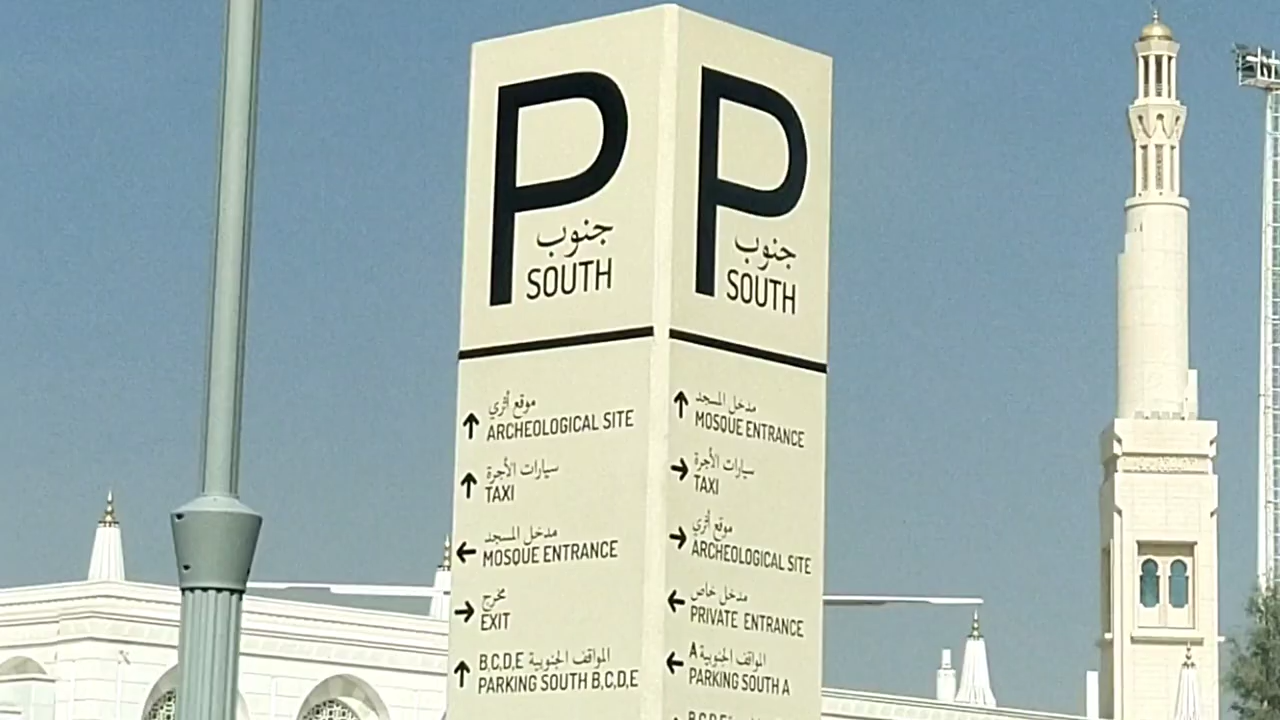 P
جنوب
SOUTH
موقع أثري
ARCHEOLOGICAL SITE
سيارات الأجرة
TAXI
مدخل المسجد
MOSQUE ENTRANCE
مخرج
EXIT
المواقف الجنوبية B,C,D,E
PARKING SOUTH B,C,D,E
P
جنوب
SOUTH
مدخل المسجد
MOSQUE ENTRANCE
سيارات الأجرة
TAXI
موقع أثري
ARCHEOLOGICAL SITE
مدخل خاص
PRIVATE ENTRANCE
المواقف الجنوبية A
PARKING SOUTH A